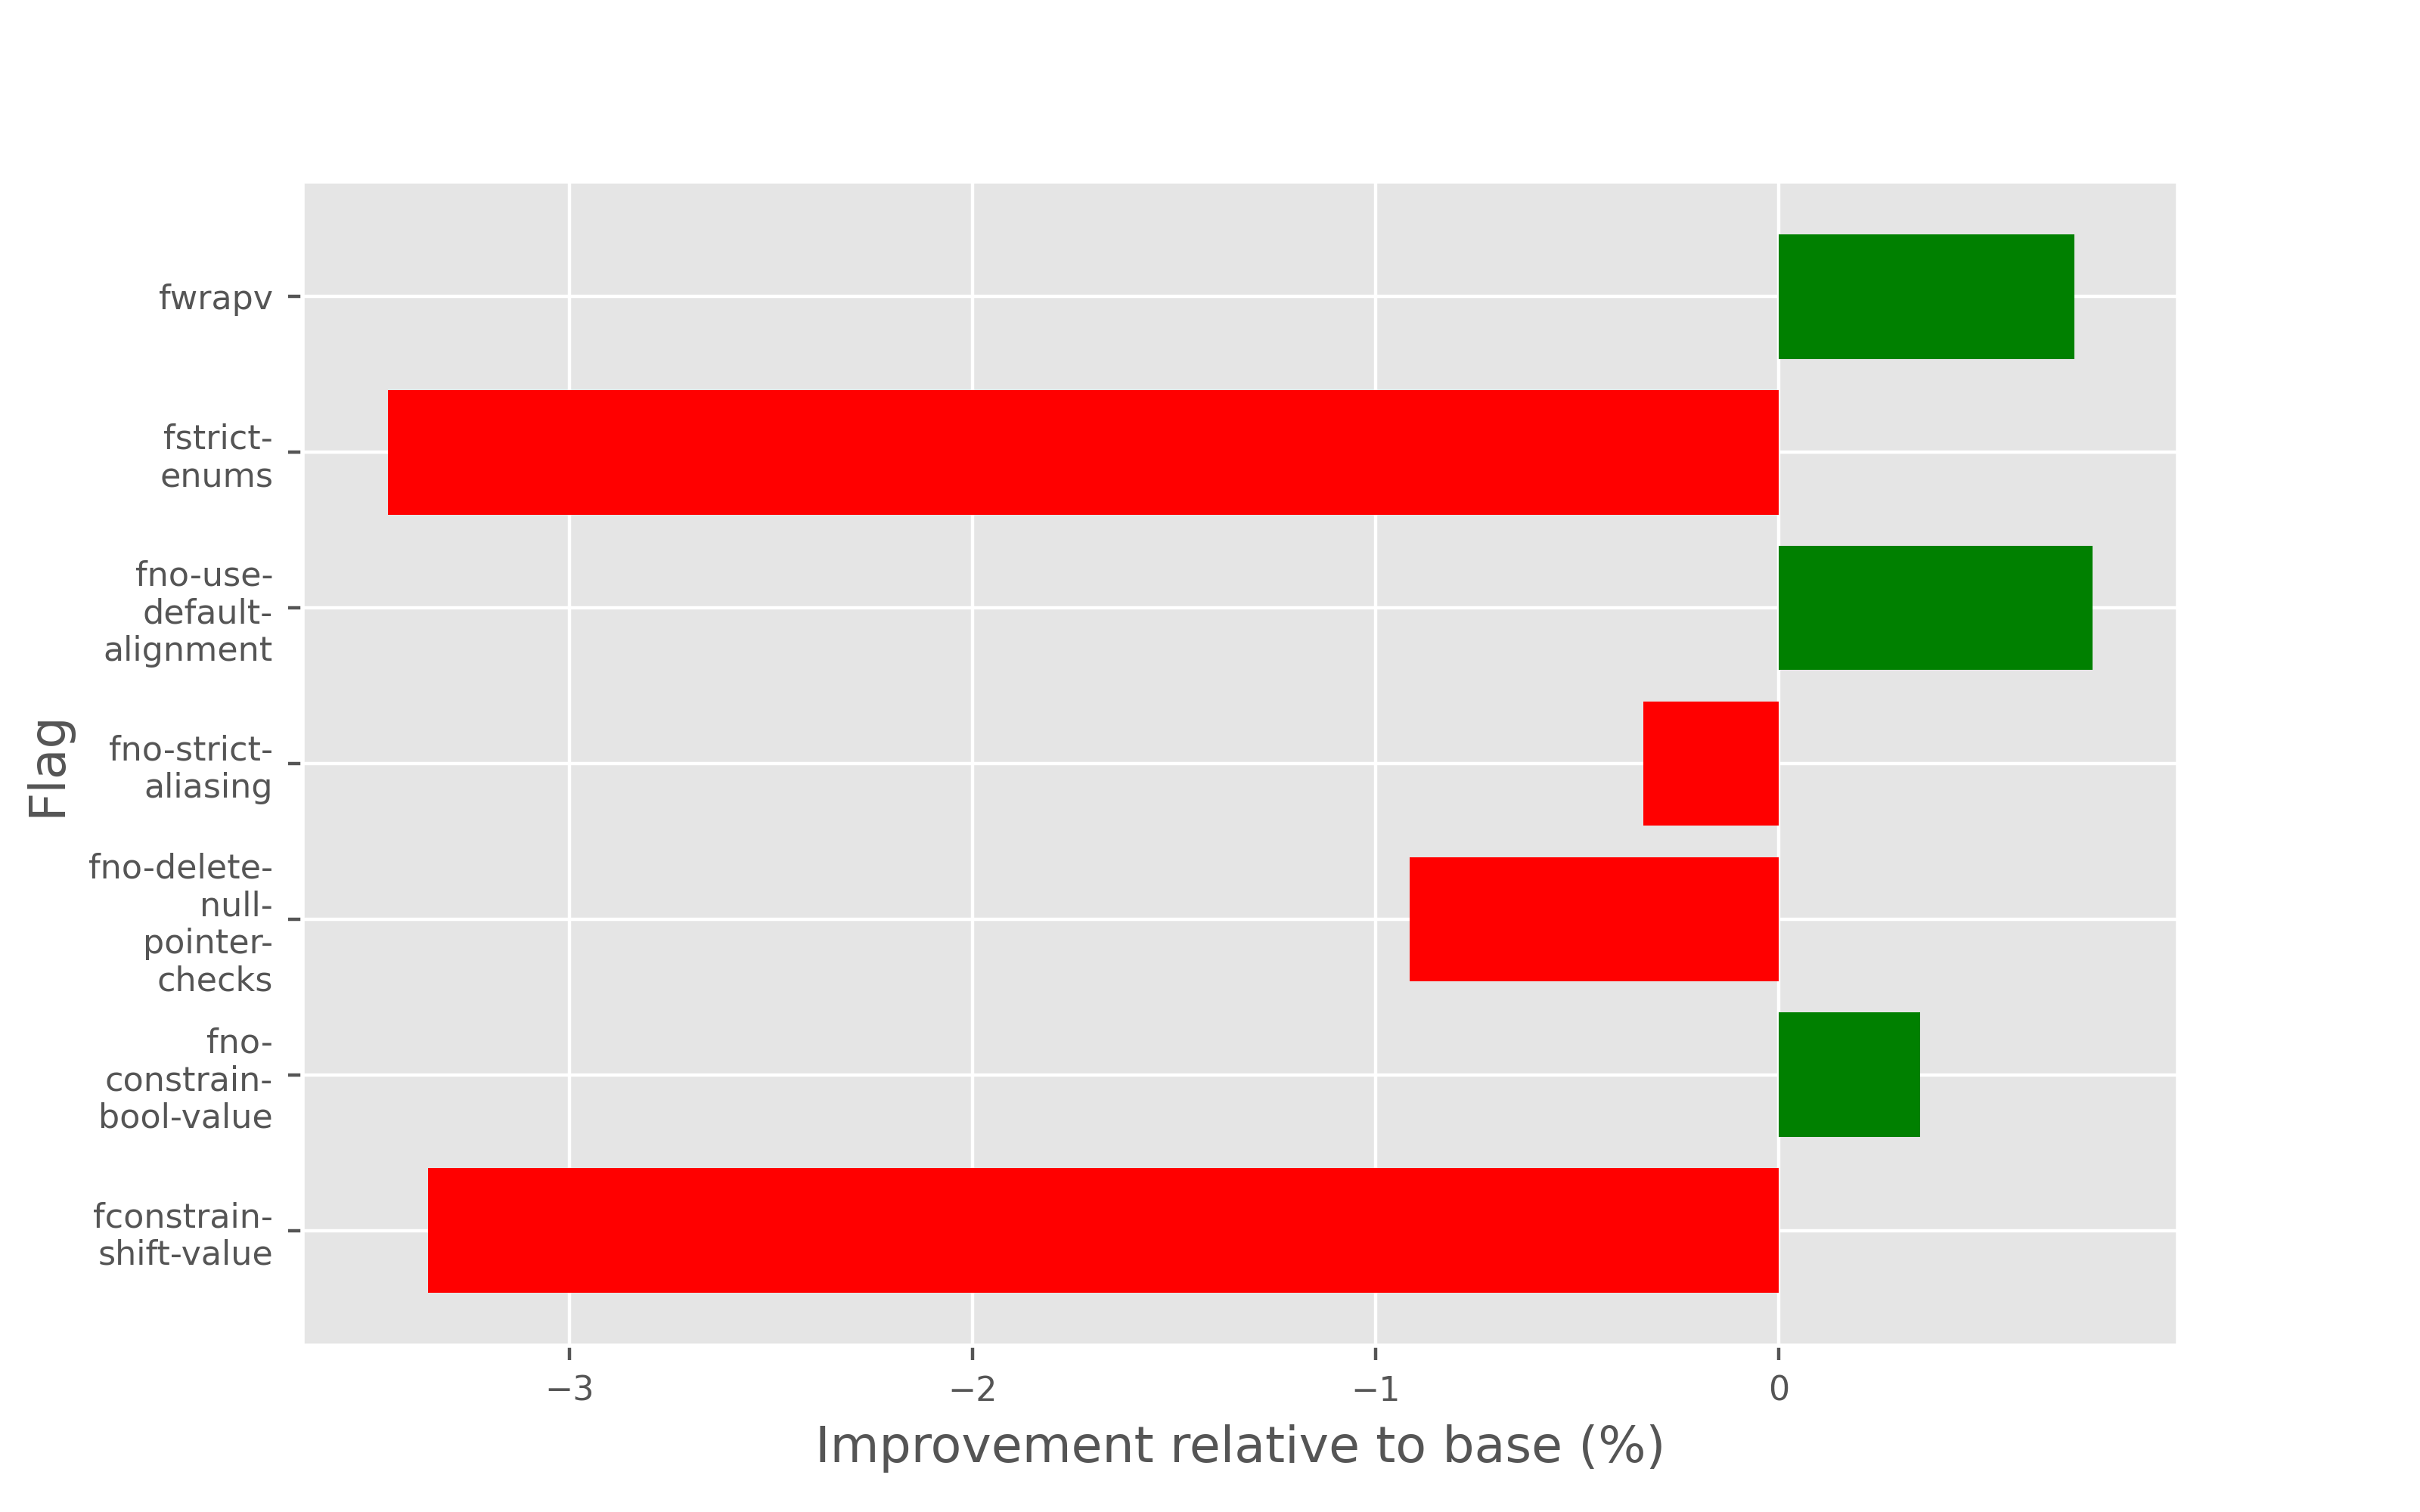 fwrapv
fstrict-
enums
fno-use-
default-
alignment
fno-strict-
aliasing
fno-delete-
null-
pointer-
checks
fno-
constrain-
bool-value
fconstrain-
shift-value
Flag
−3
−2
−1
0
Improvement relative to base (%)